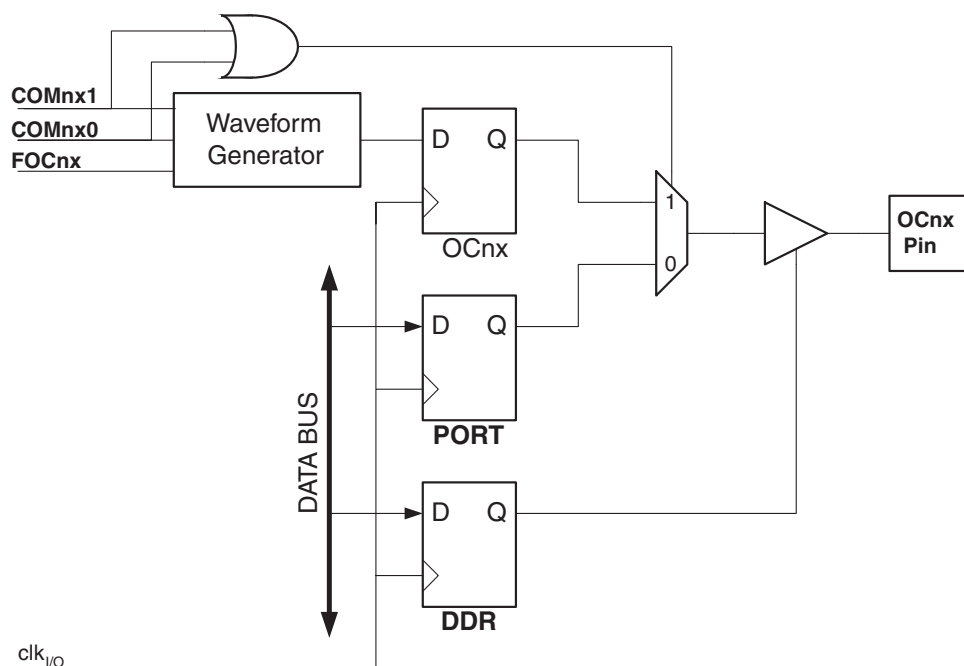 COMnx1
COMnx0
FOCnx
Waveform
Generator
D Q
OCnx
1
0
OCnx
Pin
D Q
PORT
DATA BUS
D Q
DDR
clkI/O